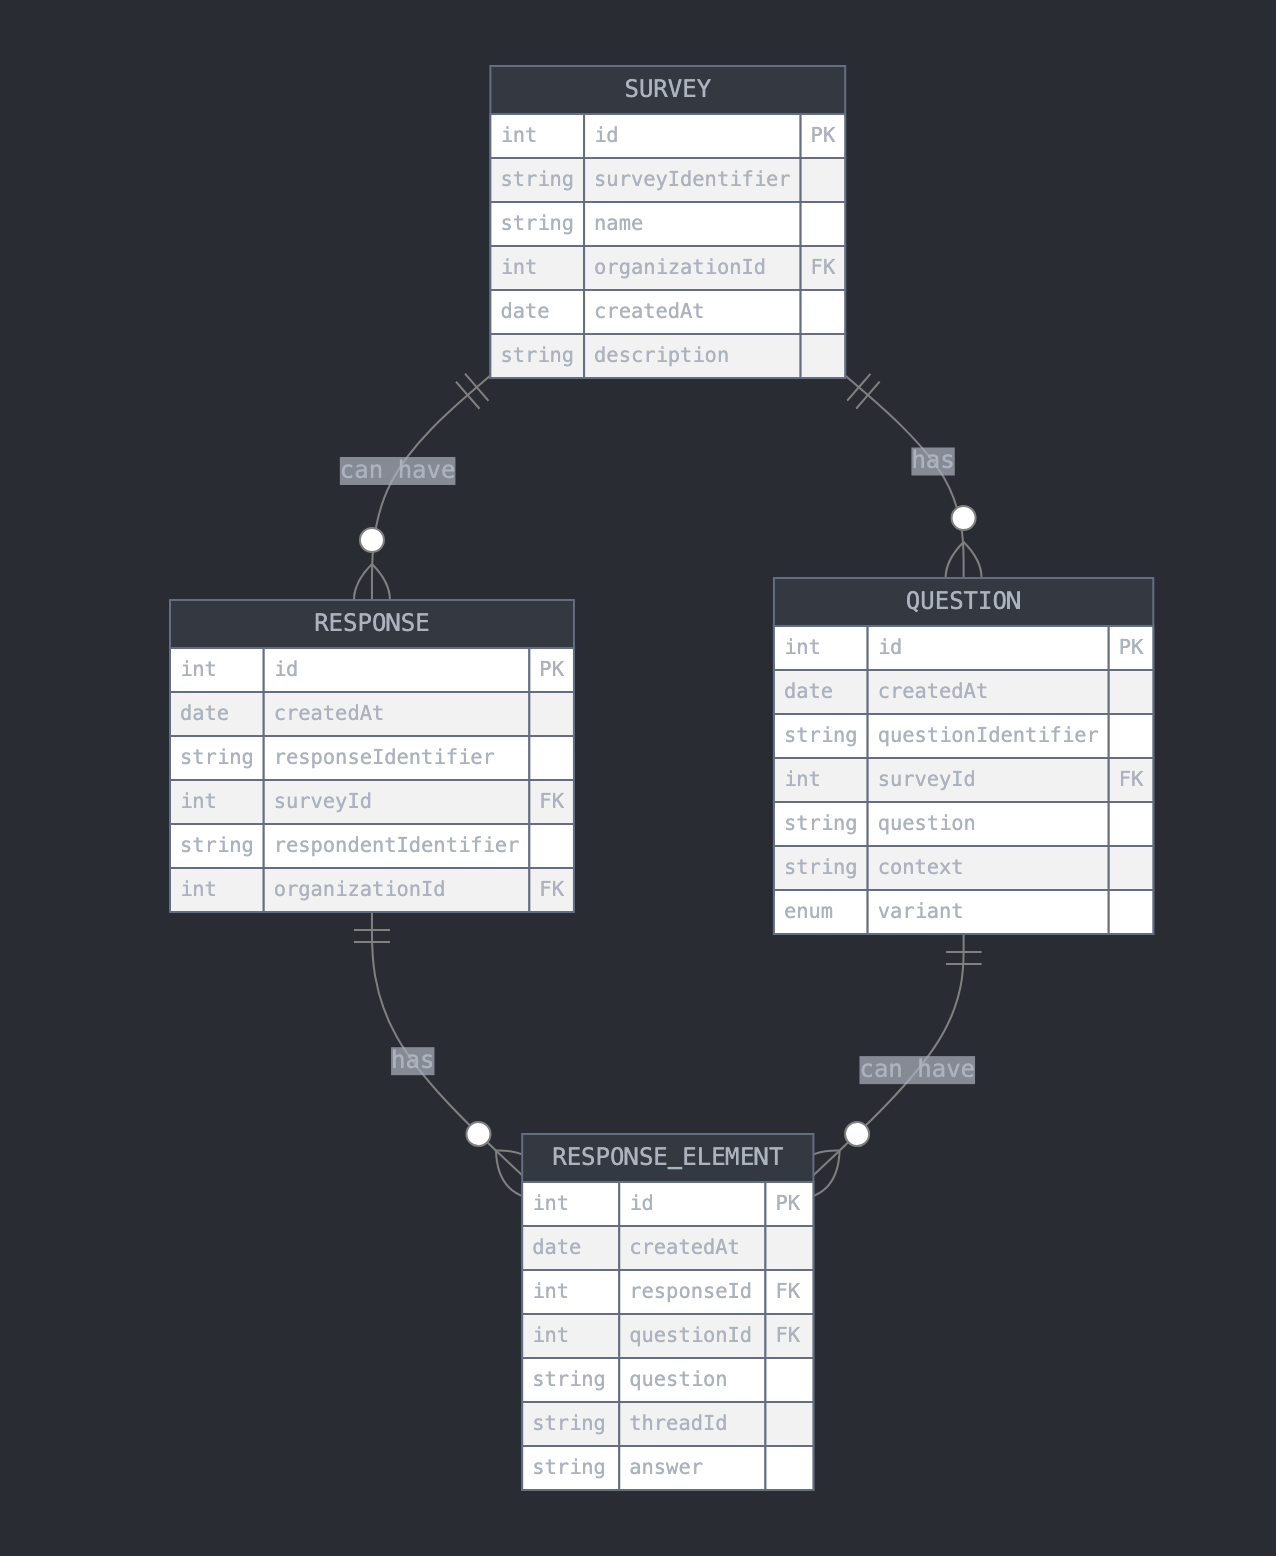 SURVEY
int id PK
string surveyIdentifier
string name
int organizationId FK
date createdAt
string description
can have
has
RESPONSE
int id PK
date createdAt
string responseIdentifier
int surveyId FK
string respondentIdentifier
int organizationId FK
QUESTION
int id PK
date createdAt
string questionIdentifier
int surveyId FK
string question
string context
enum variant
has
can have
RESPONSE_ELEMENT
int id PK
date createdAt
int responseId FK
int questionId FK
string question
string threadId
string answer